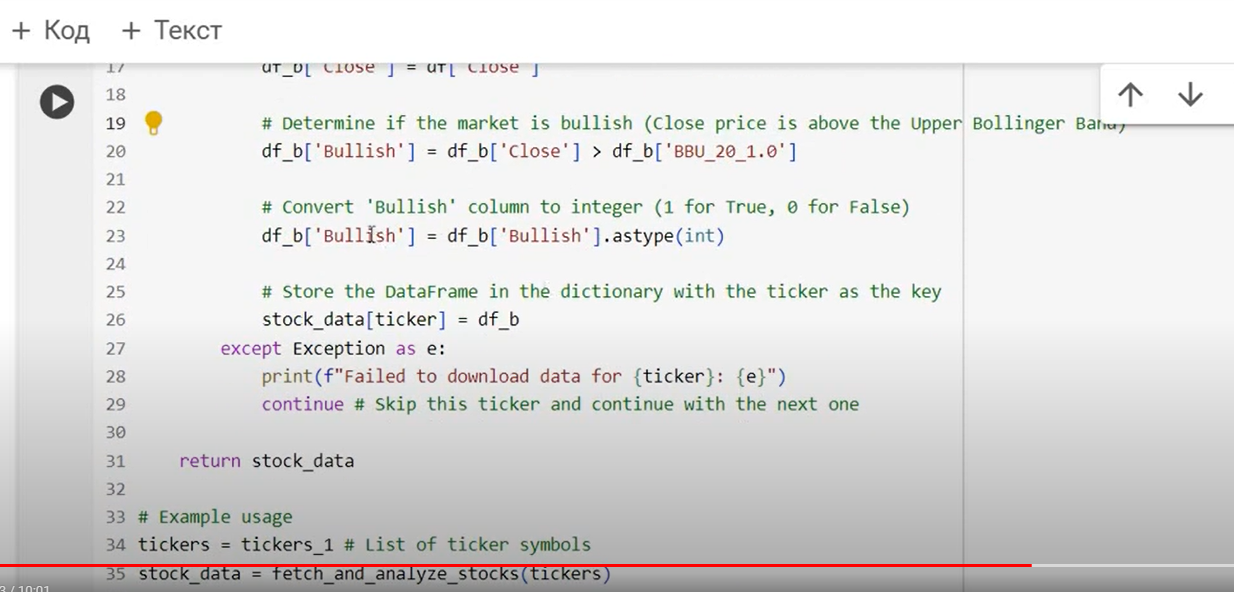 + Код + Текст
17 df_b['Close'] = df['Close']
18
19 # Determine if the market is bullish (Close price is above the Upper Bollinger Band)
20 df_b['Bullish'] = df_b['Close'] > df_b['BBU_20_1.0']
21
22 # Convert 'Bullish' column to integer (1 for True, 0 for False)
23 df_b['Bullish'] = df_b['Bullish'].astype(int)
24
25 # Store the DataFrame in the dictionary with the ticker as the key
26 stock_data[ticker] = df_b
27 except Exception as e:
28 print(f"Failed to download data for {ticker}: {e}")
29 continue # Skip this ticker and continue with the next one
30
31 return stock_data
32
33 # Example usage
34 tickers = tickers_1 # List of ticker symbols
35 stock_data = fetch_and_analyze_stocks(tickers)
/ 10:01